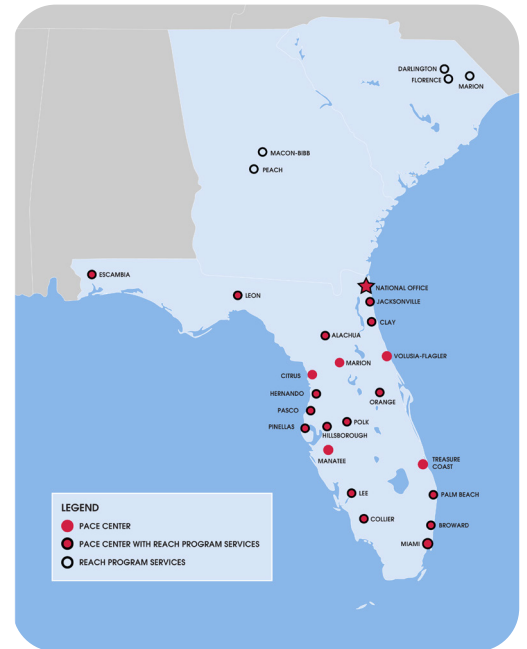 DARLINGTON
FLORENCE
MARION
MACON-BIBB
PEACH
ESCAMBIA
LEON
NATIONAL OFFICE
JACKSONVILLE
CLAY
ALACHUA
VOLUSIA-FLAGLER
MARION
CITRUS
HERNANDO
ORANGE
PASCO
POLK
PINELLAS
HILLSBOROUGH
MANATEE
TREASURE
COAST
LEE
PALM BEACH
COLLIER
BROWARD
MIAMI
LEGEND
PACE CENTER
PACE CENTER WITH REACH PROGRAM SERVICES
REACH PROGRAM SERVICES